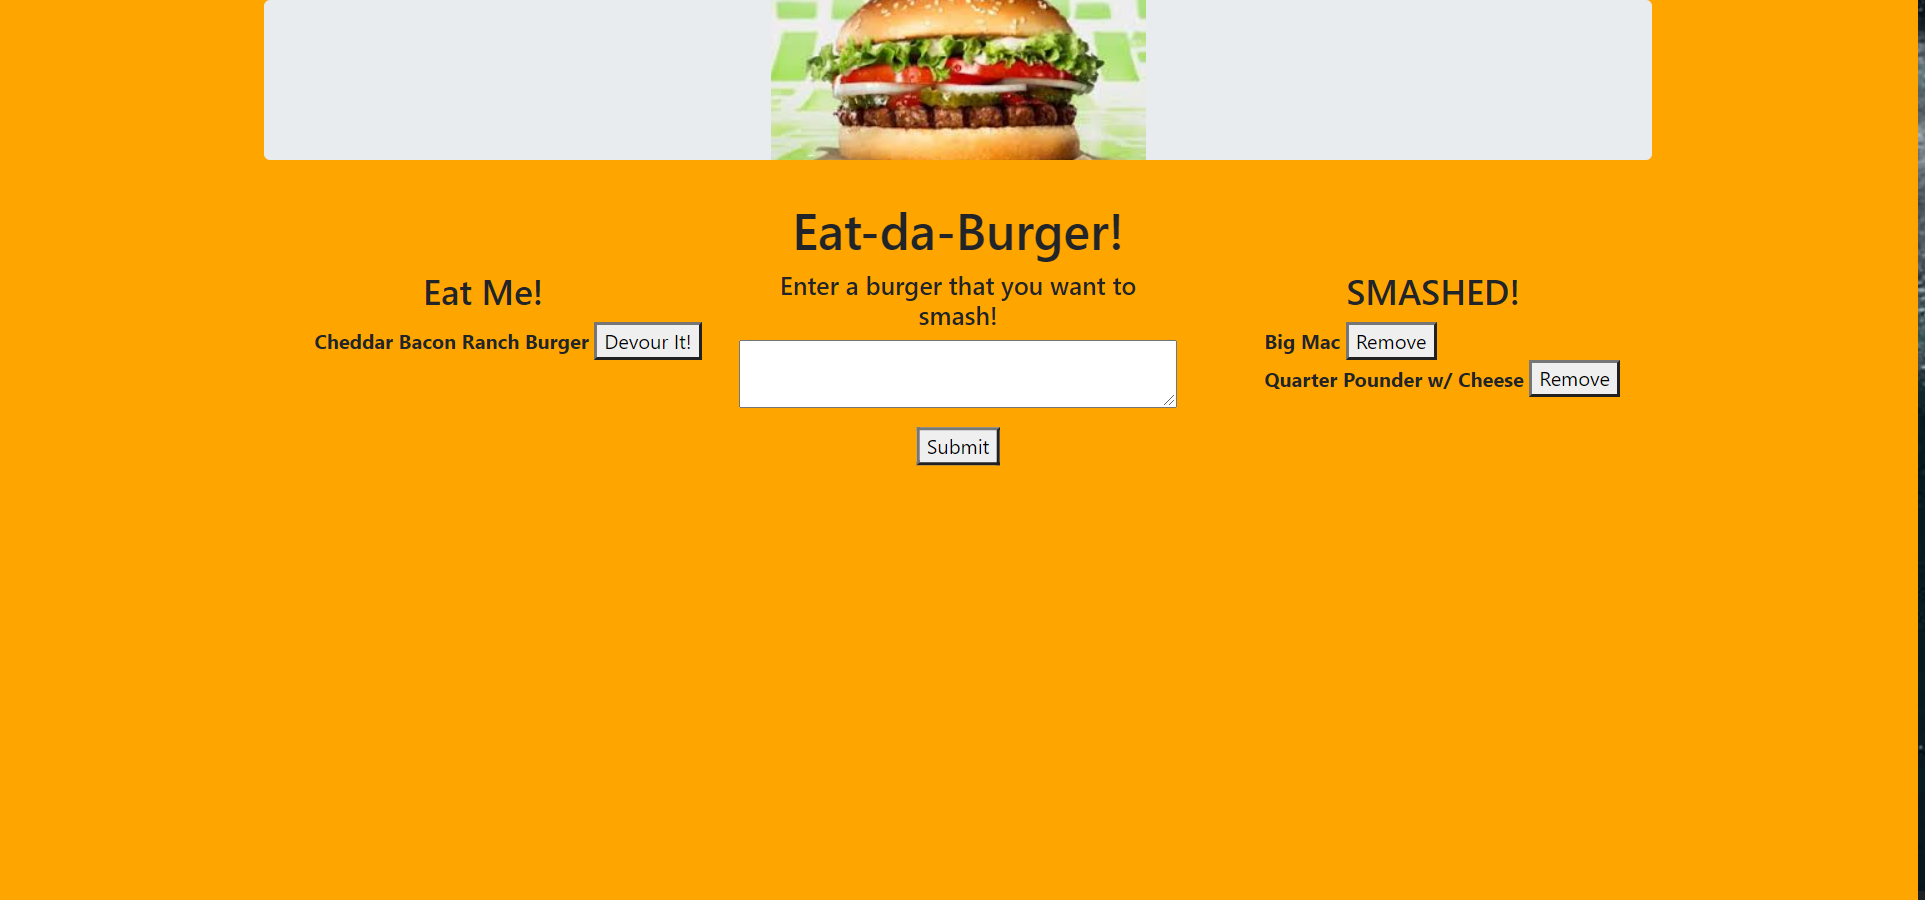 Eat-da-Burger!
Eat Me!
Cheddar Bacon Ranch Burger Devour It!
Enter a burger that you want to
smash!
Submit
SMASHED!
Big Mac Remove
Quarter Pounder w/ Cheese Remove